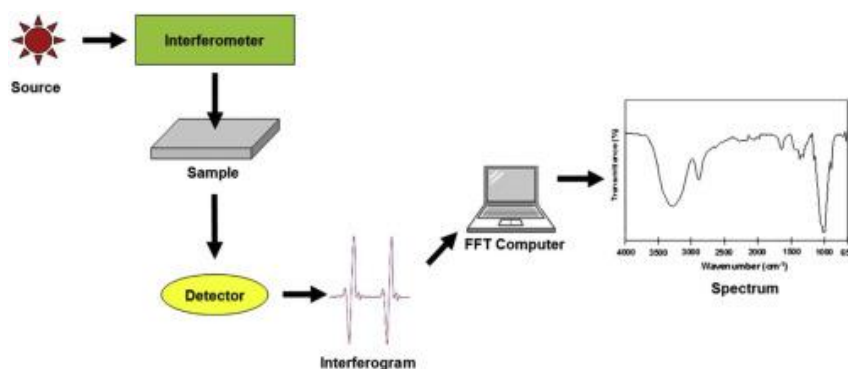 Interferometer
Source
Sample
Detector
Interferogram
FFT Computer
Transmittance (%)
4000 3500 3000 2500 2000 1500 1000 650
Wavenumber (cm⁻¹)
Spectrum